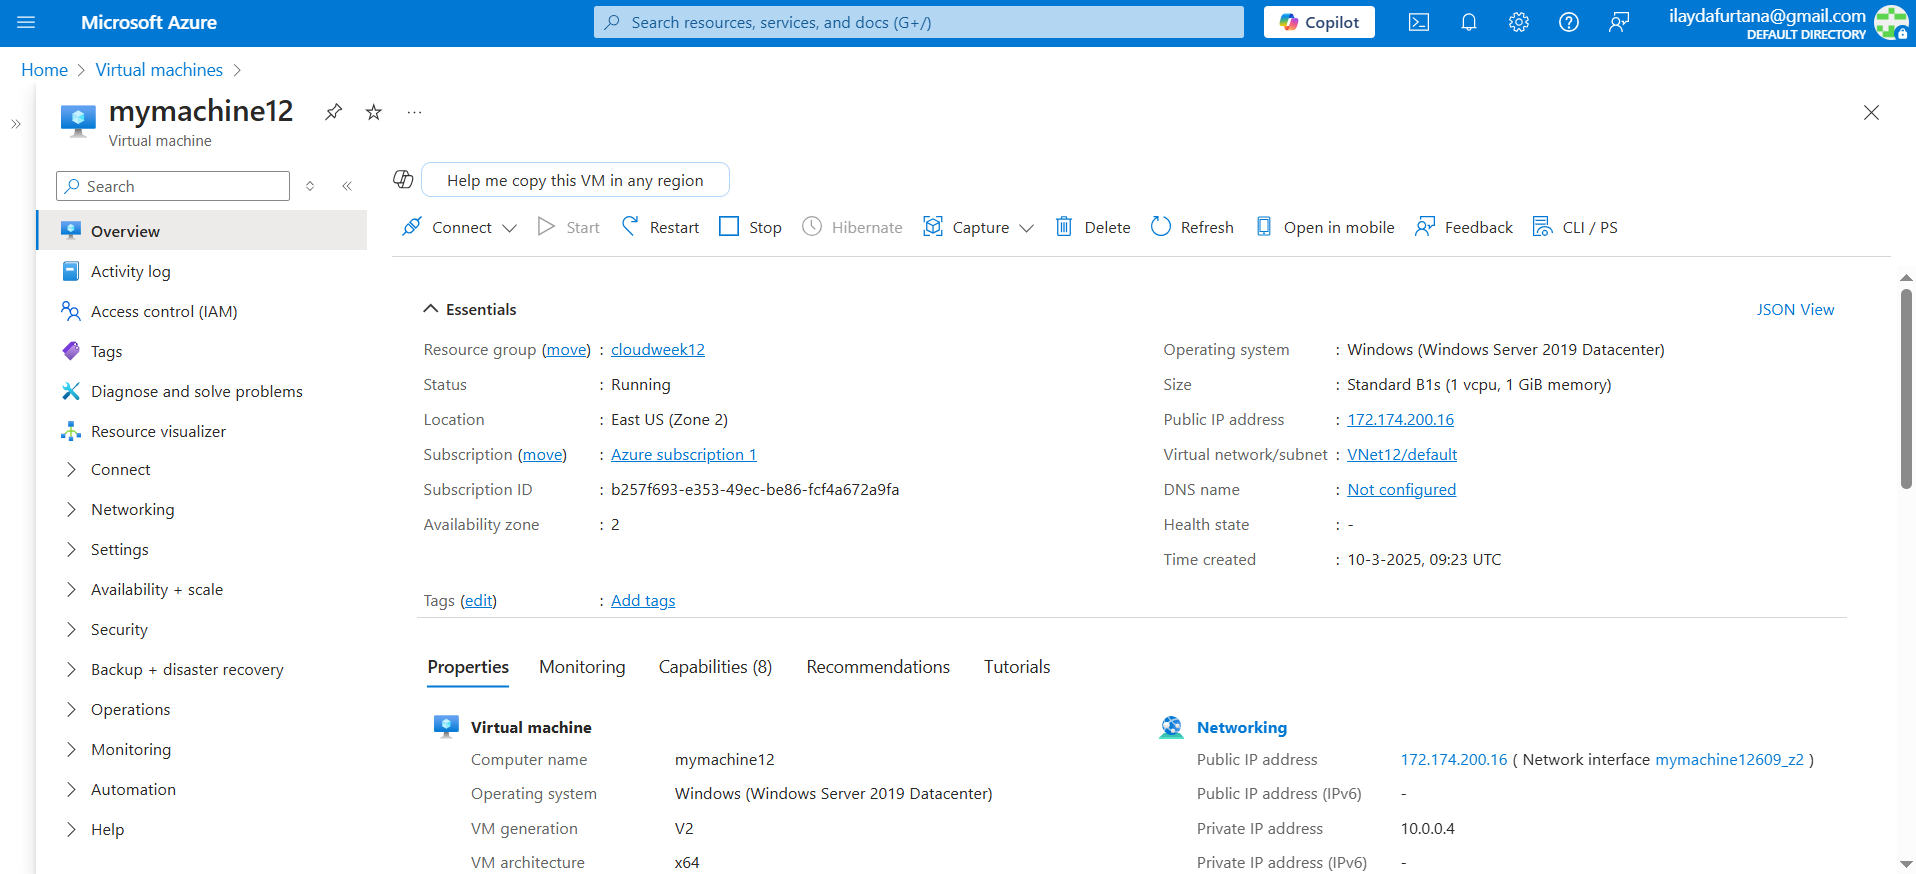 Microsoft Azure
Search resources, services, and docs (G+/)
Copilot
ilaydafurtana@gmail.com
DEFAULT DIRECTORY
Home > Virtual machines >
mymachine12
Virtual machine
Search
Overview
Activity log
Access control (IAM)
Tags
Diagnose and solve problems
Resource visualizer
Connect
Networking
Settings
Availability + scale
Security
Backup + disaster recovery
Operations
Monitoring
Automation
Help
Help me copy this VM in any region
Connect Start Restart Stop Hibernate Capture Delete Refresh Open in mobile Feedback CLI / PS
Essentials
JSON View
Resource group (move) : cloudweek12
Status : Running
Location : East US (Zone 2)
Subscription (move) : Azure subscription 1
Subscription ID : b257f693-e353-49ec-be86-fcf4a672a9fa
Availability zone : 2
Operating system : Windows (Windows Server 2019 Datacenter)
Size : Standard B1s (1 vcpu, 1 GiB memory)
Public IP address : 172.174.200.16
Virtual network/subnet : VNet12/default
DNS name : Not configured
Health state : -
Time created : 10-3-2025, 09:23 UTC
Tags (edit) : Add tags
Properties Monitoring Capabilities (8) Recommendations Tutorials
Virtual machine
Computer name mymachine12
Operating system Windows (Windows Server 2019 Datacenter)
VM generation V2
VM architecture x64
Networking
Public IP address 172.174.200.16 ( Network interface mymachine12609_z2 )
Public IP address (IPv6) -
Private IP address 10.0.0.4
Private IP address (IPv6) -